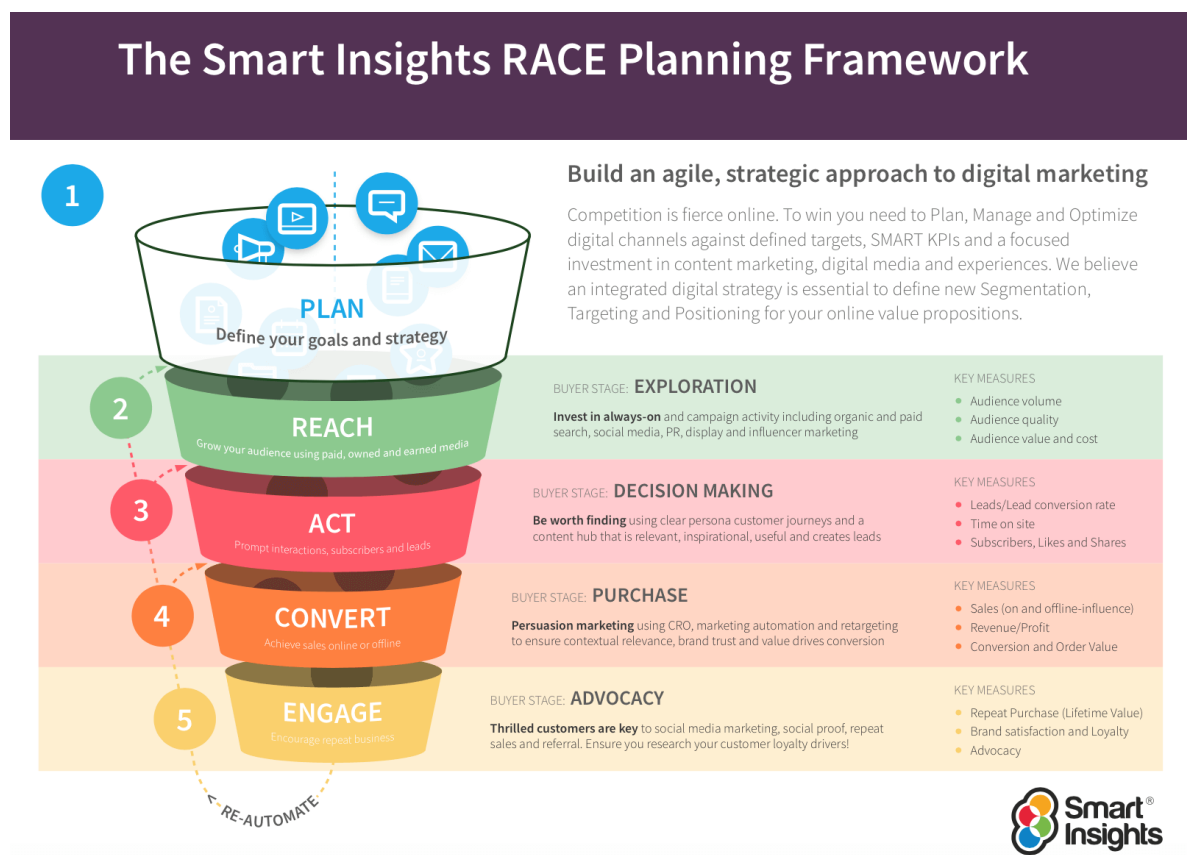 The Smart Insights RACE Planning Framework
1
Build an agile, strategic approach to digital marketing
Competition is fierce online. To win you need to Plan, Manage and Optimize
digital channels against defined targets, SMART KPIs and a focused
investment in content marketing, digital media and experiences. We believe
an integrated digital strategy is essential to define new Segmentation,
Targeting and Positioning for your online value propositions.
PLAN
Define your goals and strategy
2
REACH
Grow your audience using paid, owned and earned media
BUYER STAGE: EXPLORATION
Invest in always-on and campaign activity including organic and paid
search, social media, PR, display and influencer marketing
KEY MEASURES
Audience volume
Audience quality
Audience value and cost
3
ACT
Prompt interactions, subscribers and leads
BUYER STAGE: DECISION MAKING
Be worth finding using clear persona customer journeys and a
content hub that is relevant, inspirational, useful and creates leads
KEY MEASURES
Leads/Lead conversion rate
Time on site
Subscribers, Likes and Shares
4
CONVERT
Achieve sales online or offline
BUYER STAGE: PURCHASE
Persuasion marketing using CRO, marketing automation and retargeting
to ensure contextual relevance, brand trust and value drives conversion
KEY MEASURES
Sales (on and offline-influence)
Revenue/Profit
Conversion and Order Value
5
ENGAGE
Encourage repeat business
BUYER STAGE: ADVOCACY
Thrilled customers are key to social media marketing, social proof, repeat
sales and referral. Ensure you research your customer loyalty drivers!
KEY MEASURES
Repeat Purchase (Lifetime Value)
Brand satisfaction and Loyalty
Advocacy
RE-AUTOMATE
Smart®
Insights